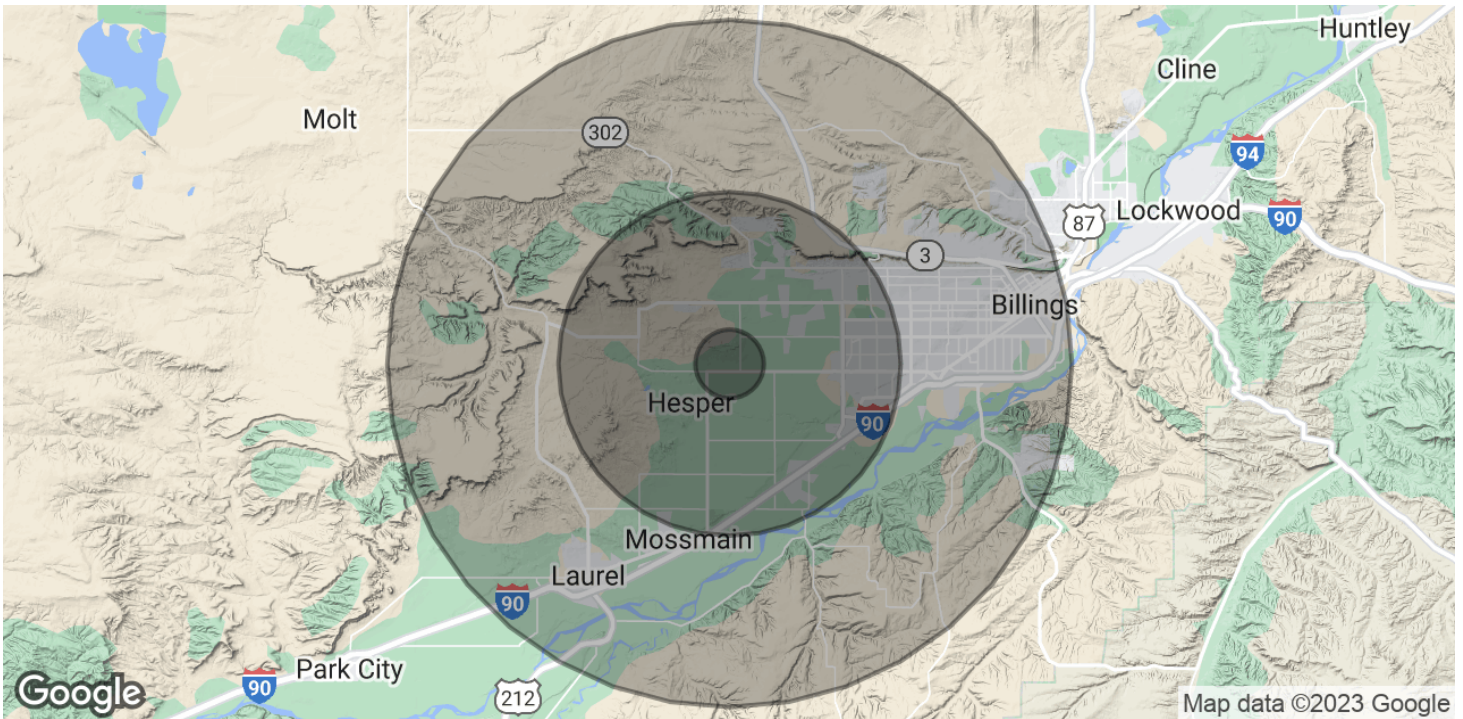 Huntley
Cline
Molt
302
94
Lockwood
90
87
3
Billings
Hesper
90
Mossmain
Laurel
90
Park City
90
212
Google
Map data ©2023 Google